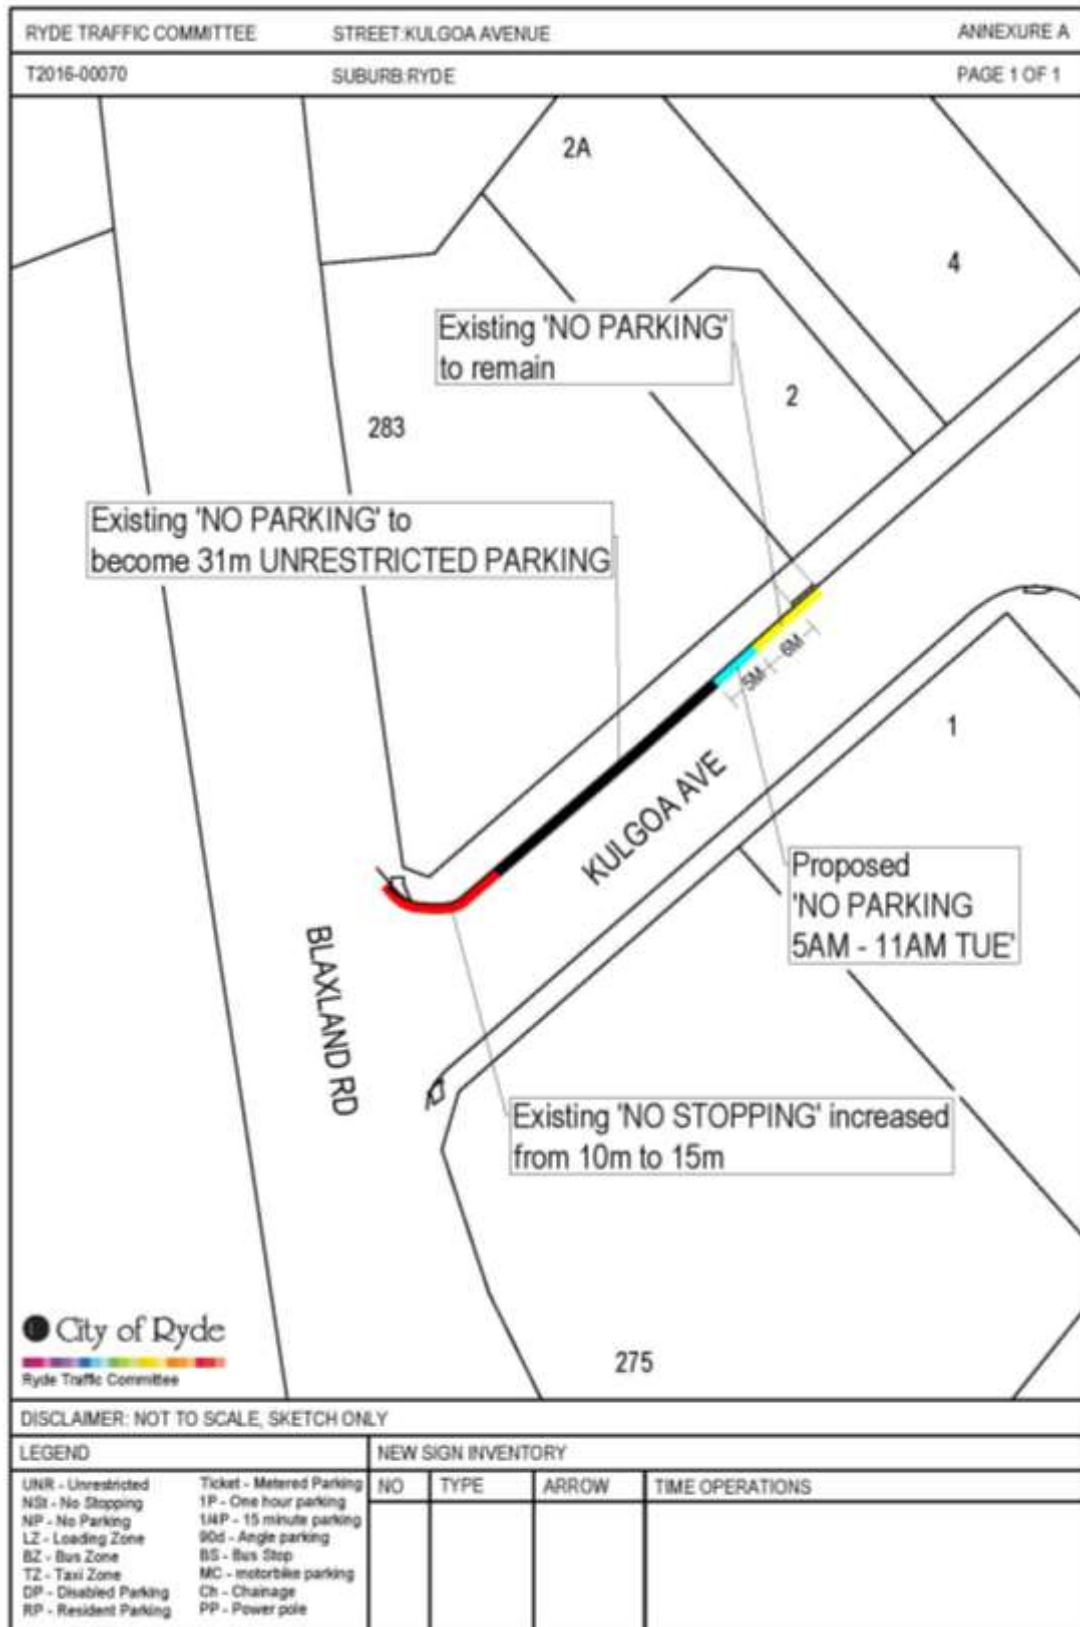 RYDE TRAFFIC COMMITTEE STREET:KULGOA AVENUE ANNEXURE A
T2016-00070 SUBURB:RYDE PAGE 1 OF 1
2A
4
Existing 'NO PARKING'
to remain
2
283
Existing 'NO PARKING' to
become 31m UNRESTRICTED PARKING
6M
5M
1
KULGOA AVE
Proposed
'NO PARKING
5AM - 11AM TUE'
BLAXLAND RD
Existing 'NO STOPPING' increased
from 10m to 15m
City of Ryde
Ryde Traffic Committee
275
DISCLAIMER: NOT TO SCALE, SKETCH ONLY
LEGEND
UNR - Unrestricted
NSt - No Stopping
NP - No Parking
LZ - Loading Zone
BZ - Bus Zone
TZ - Taxi Zone
DP - Disabled Parking
RP - Resident Parking
Ticket - Metered Parking
1P - One hour parking
1/4P - 15 minute parking
90d - Angle parking
BS - Bus Stop
MC - motorbike parking
Ch - Chainage
PP - Power pole
NEW SIGN INVENTORY
NO TYPE ARROW TIME OPERATIONS